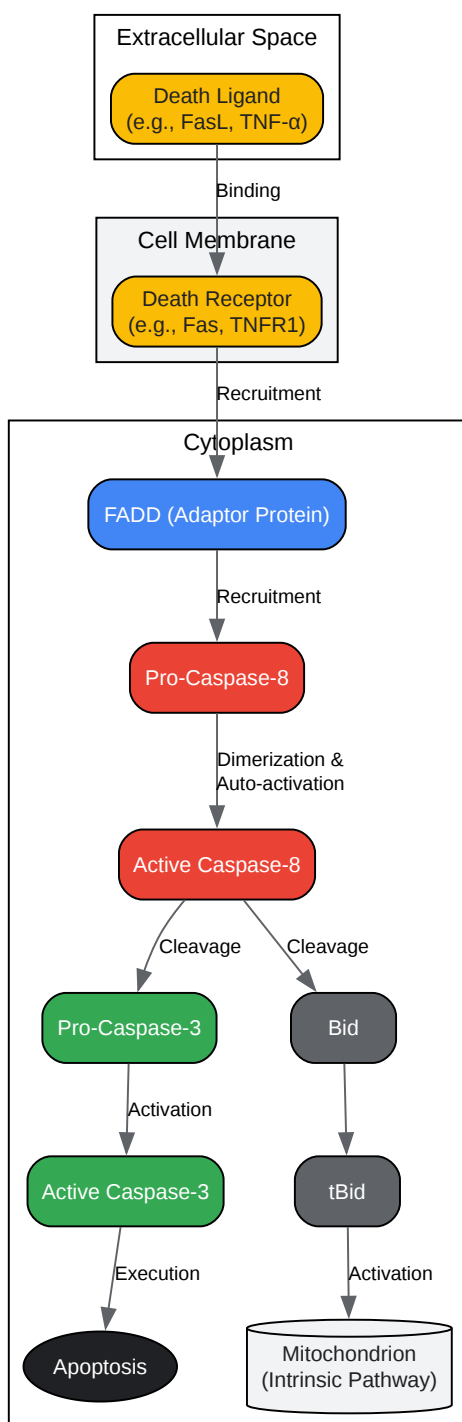 Extracellular Space
Death Ligand
(e.g., FasL, TNF-α)
Binding
Cell Membrane
Death Receptor
(e.g., Fas, TNFR1)
Recruitment
Cytoplasm
FADD (Adaptor Protein)
Recruitment
Pro-Caspase-8
Dimerization &
Auto-activation
Active Caspase-8
Cleavage
Cleavage
Pro-Caspase-3
Bid
Activation
Active Caspase-3
tBid
Execution
Activation
Apoptosis
Mitochondrion
(Intrinsic Pathway)